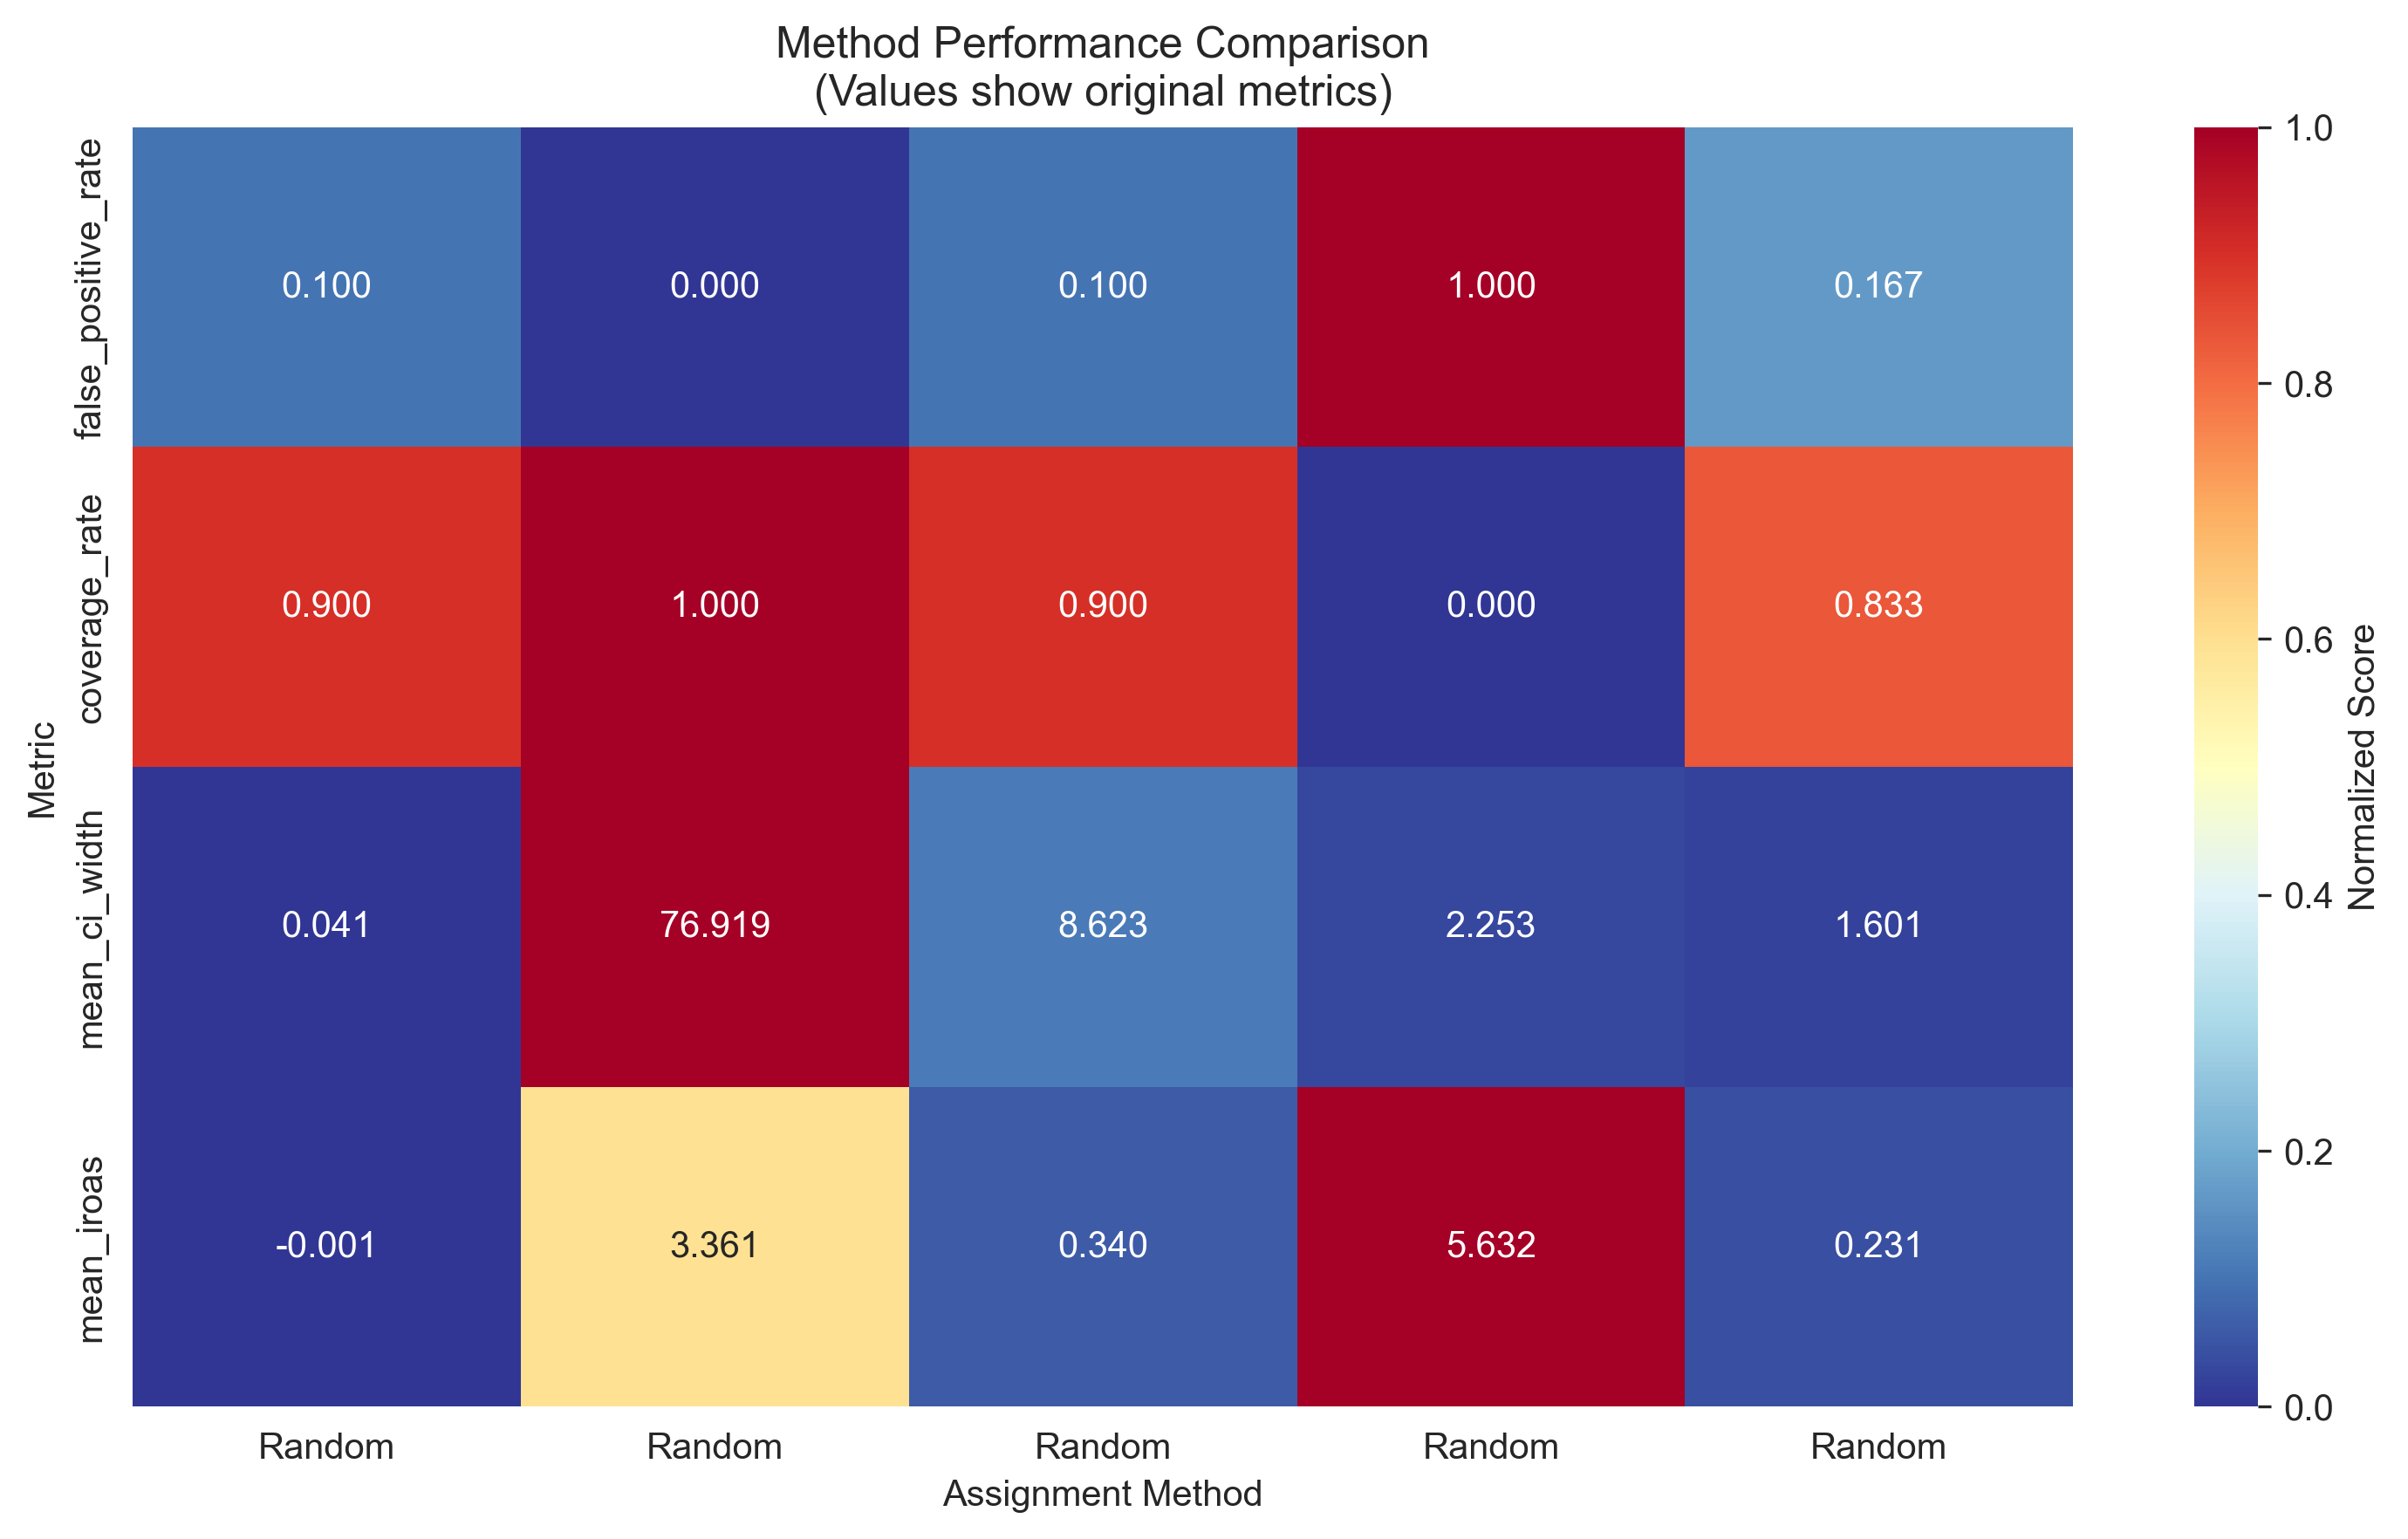 Method Performance Comparison
(Values show original metrics)
Metric
false_positive_rate
0.100 0.000 0.100 1.000 0.167
coverage_rate
0.900 1.000 0.900 0.000 0.833
mean_ci_width
0.041 76.919 8.623 2.253 1.601
mean_iroas
-0.001 3.361 0.340 5.632 0.231
Random Random Random Random Random
Assignment Method
1.0
0.8
0.6
0.4
0.2
0.0
Normalized Score